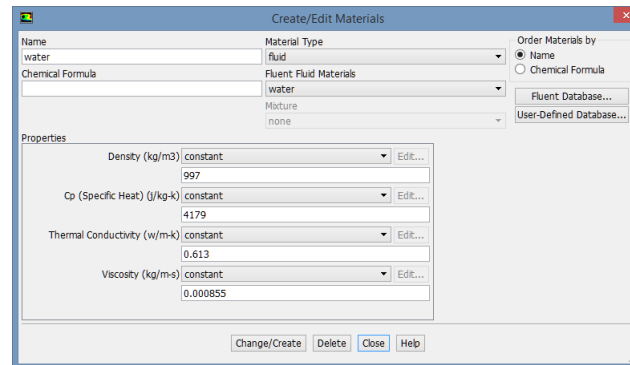 Create/Edit Materials
Name
Material Type
Order Materials by
water
fluid
Name
Chemical Formula
Fluent Fluid Materials
Chemical Formula
water
Fluent Database...
Mixture
User-Defined Database...
none
Properties
Density (kg/m3) constant Edit...
997
Cp (Specific Heat) (j/kg-k) constant Edit...
4179
Thermal Conductivity (w/m-k) constant Edit...
0.613
Viscosity (kg/m-s) constant Edit...
0.000855
Change/Create Delete Close Help